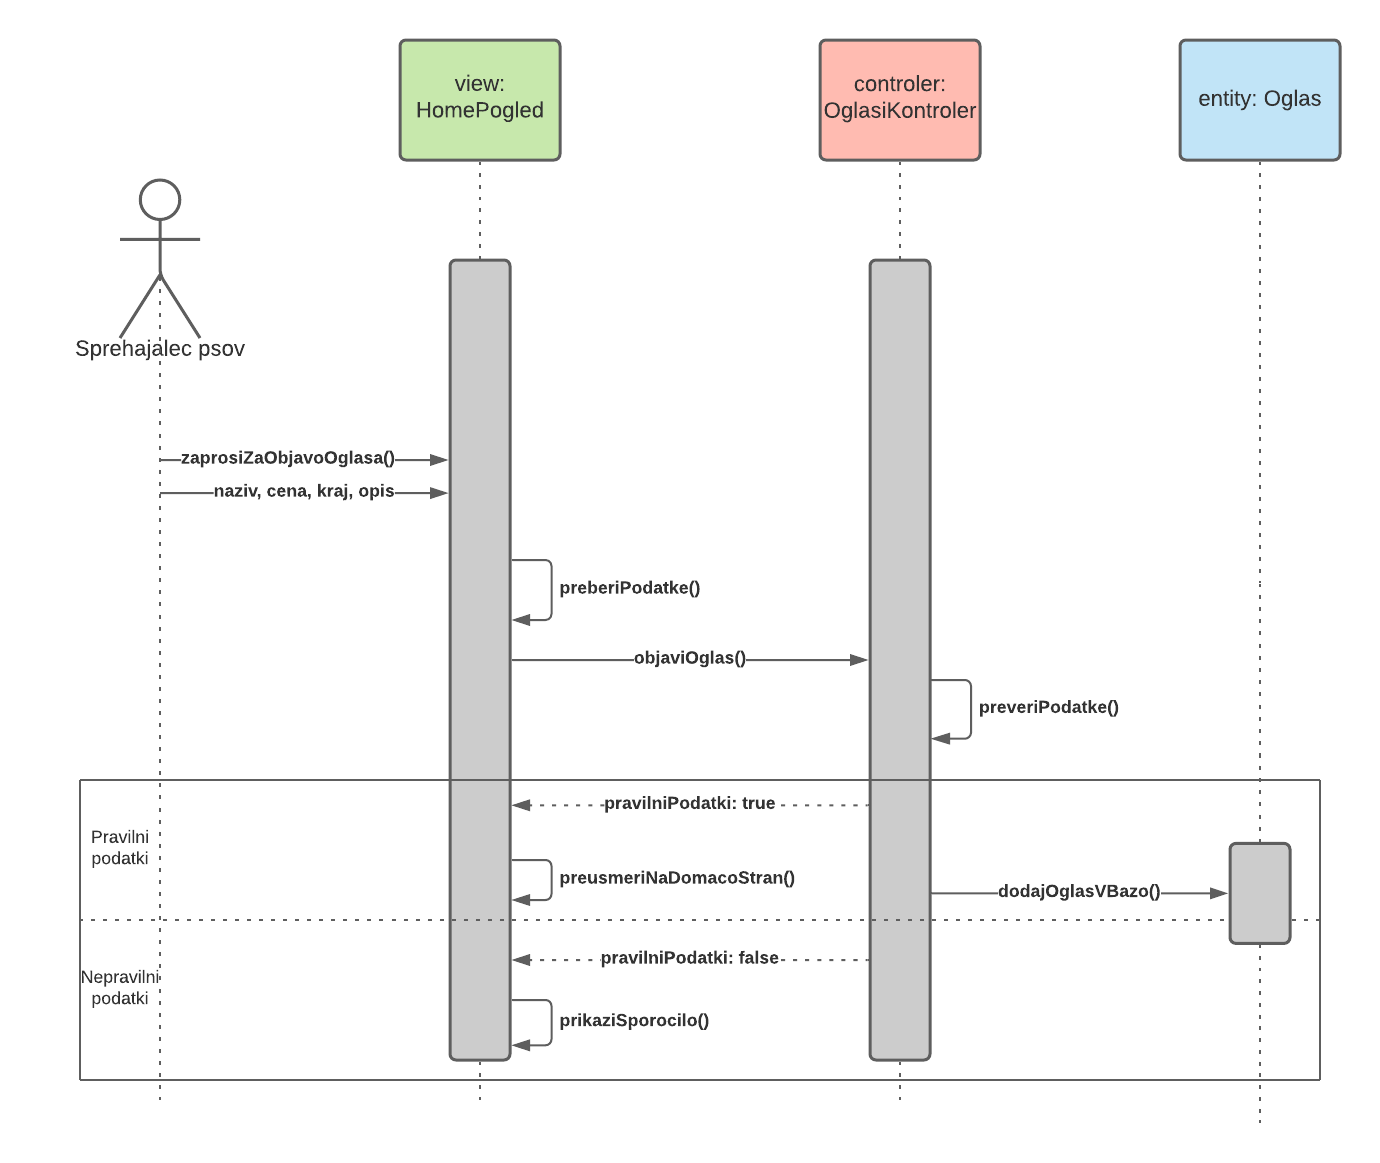 view:
HomePogled
controler:
OglasiKontroler
entity: Oglas
Sprehajalec psov
zaprosiZaObjavoOglasa()
naziv, cena, kraj, opis
preberiPodatke()
objaviOglas()
preveriPodatke()
pravilniPodatki: true
Pravilni
podatki
preusmeriNaDomacoStran()
dodajOglasVBazo()
pravilniPodatki: false
Nepravilni
podatki
prikaziSporocilo()